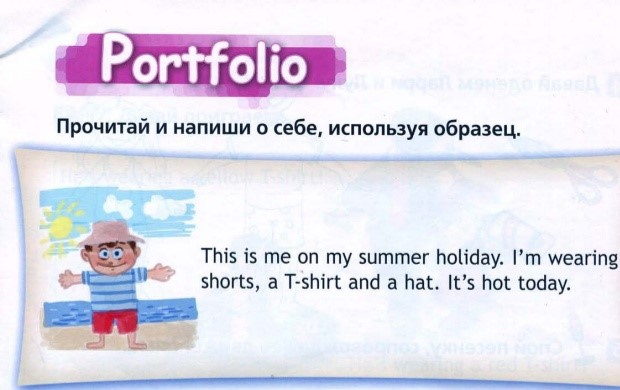 Portfolio
Прочитай и напиши о себе, используя образец.
This is me on my summer holiday. I'm wearing
shorts, a T-shirt and a hat. It's hot today.